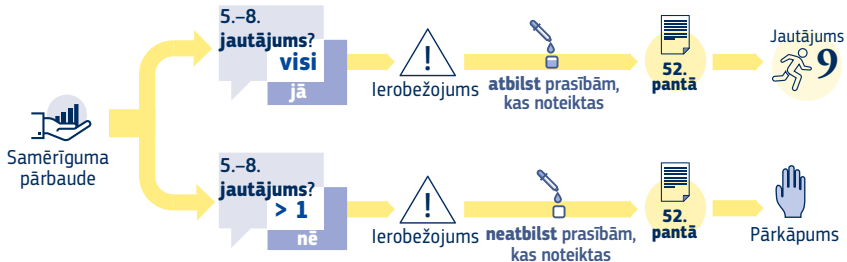 Samērīguma
pārbaude
5.–8.
jautājums?
visi
jā
!
Ierobežojums
atbilst prasībām,
kas noteiktas
52.
pantā
Jautājums
9
5.–8.
jautājums?
> 1
nē
!
Ierobežojums
neatbilst prasībām,
kas noteiktas
52.
pantā
Pārkāpums